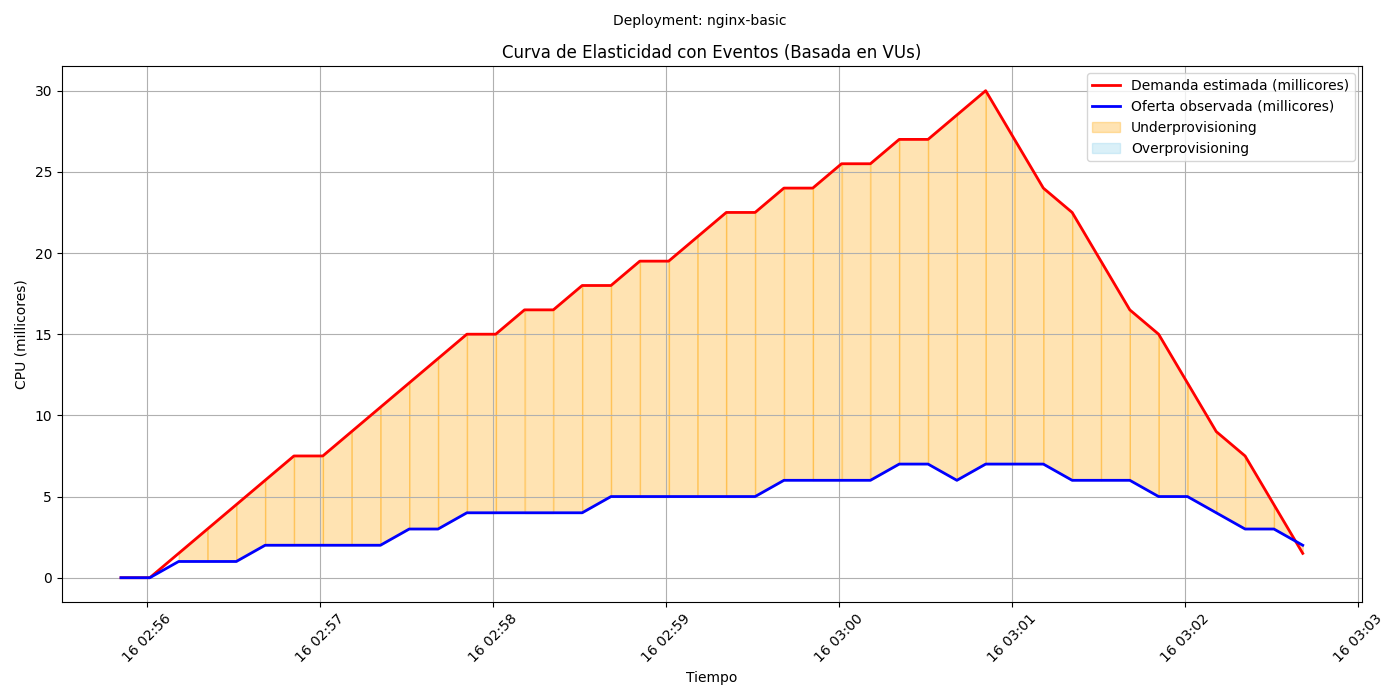 Deployment: nginx-basic
Curva de Elasticidad con Eventos (Basada en VUs)
Demanda estimada (millicores)
Oferta observada (millicores)
Underprovisioning
Overprovisioning
CPU (millicores)
30
25
20
15
10
5
0
16 02:56
16 02:57
16 02:58
16 02:59
16 03:00
16 03:01
16 03:02
16 03:03
Tiempo